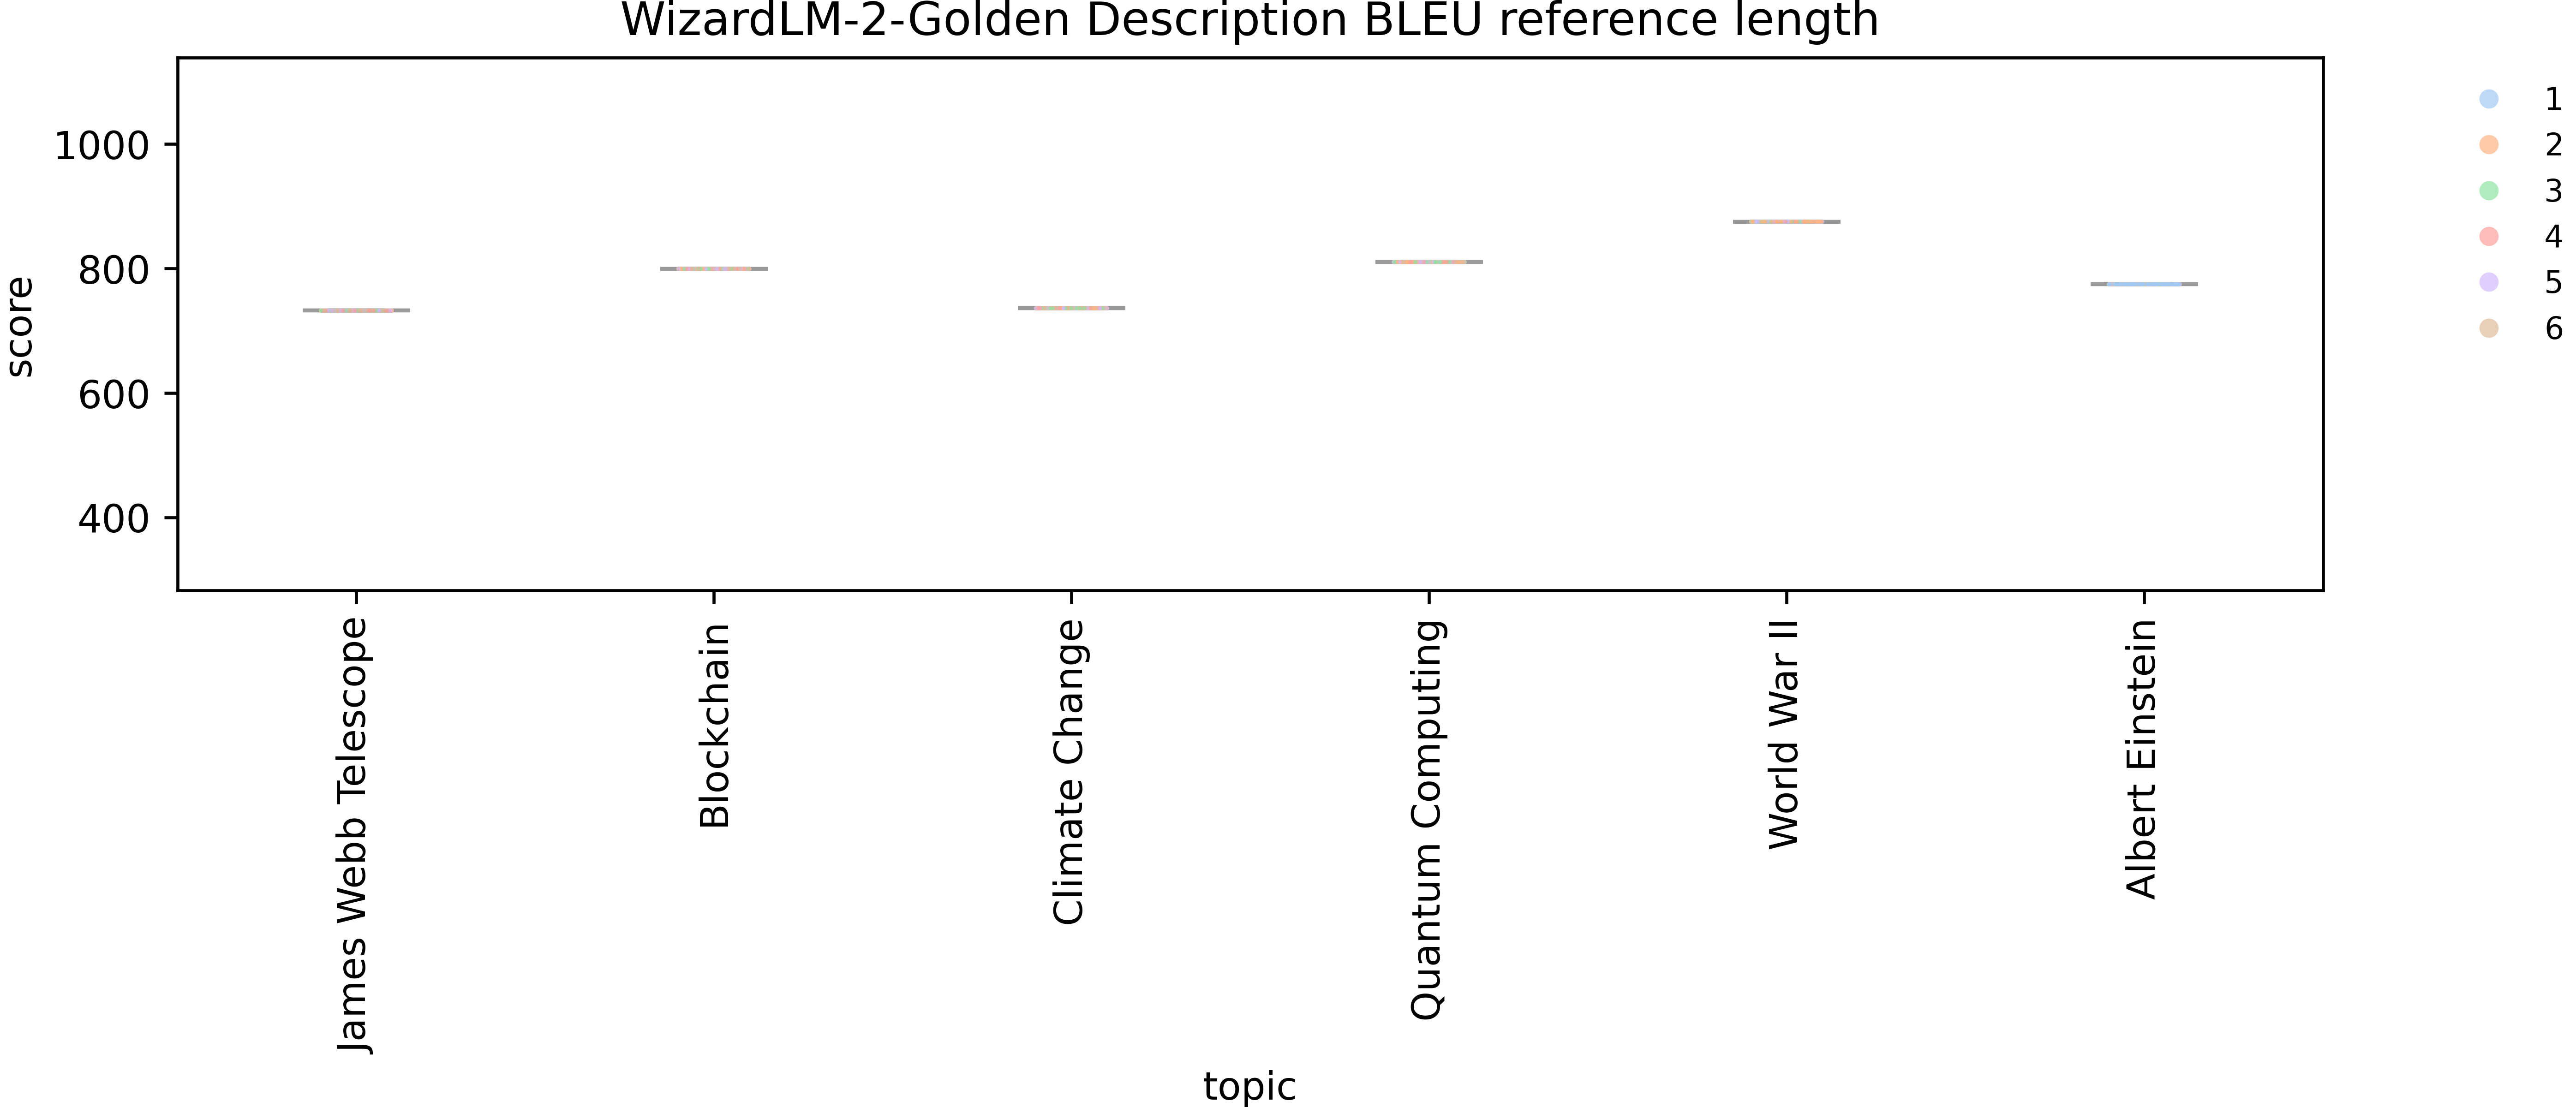 WizardLM-2-Golden Description BLEU reference length
score
1000
800
600
400
James Webb Telescope
Blockchain
Climate Change
Quantum Computing
World War II
Albert Einstein
topic
1
2
3
4
5
6